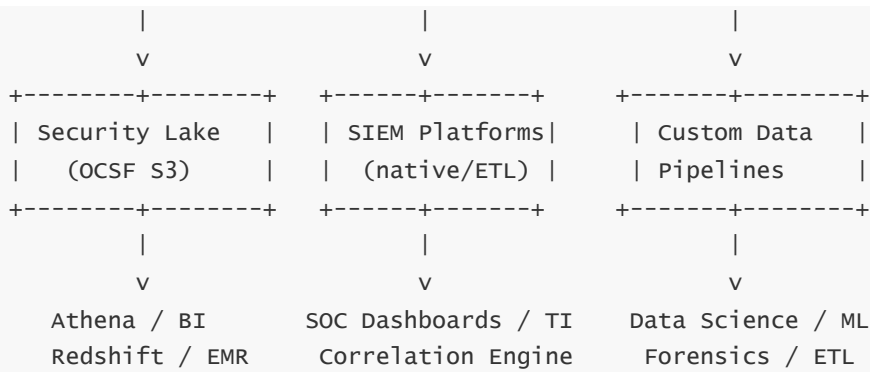 |                     |                     |
v                     v                     v
+--------+--------+   +------+-------+     +-------+--------+
| Security Lake   |   | SIEM Platforms|     | Custom Data    |
|   (OCSF S3)     |   |  (native/ETL) |     | Pipelines      |
+--------+--------+   +------+-------+     +-------+--------+
|                     |                     |
v                     v                     v
Athena / BI        SOC Dashboards / TI    Data Science / ML
Redshift / EMR      Correlation Engine     Forensics / ETL